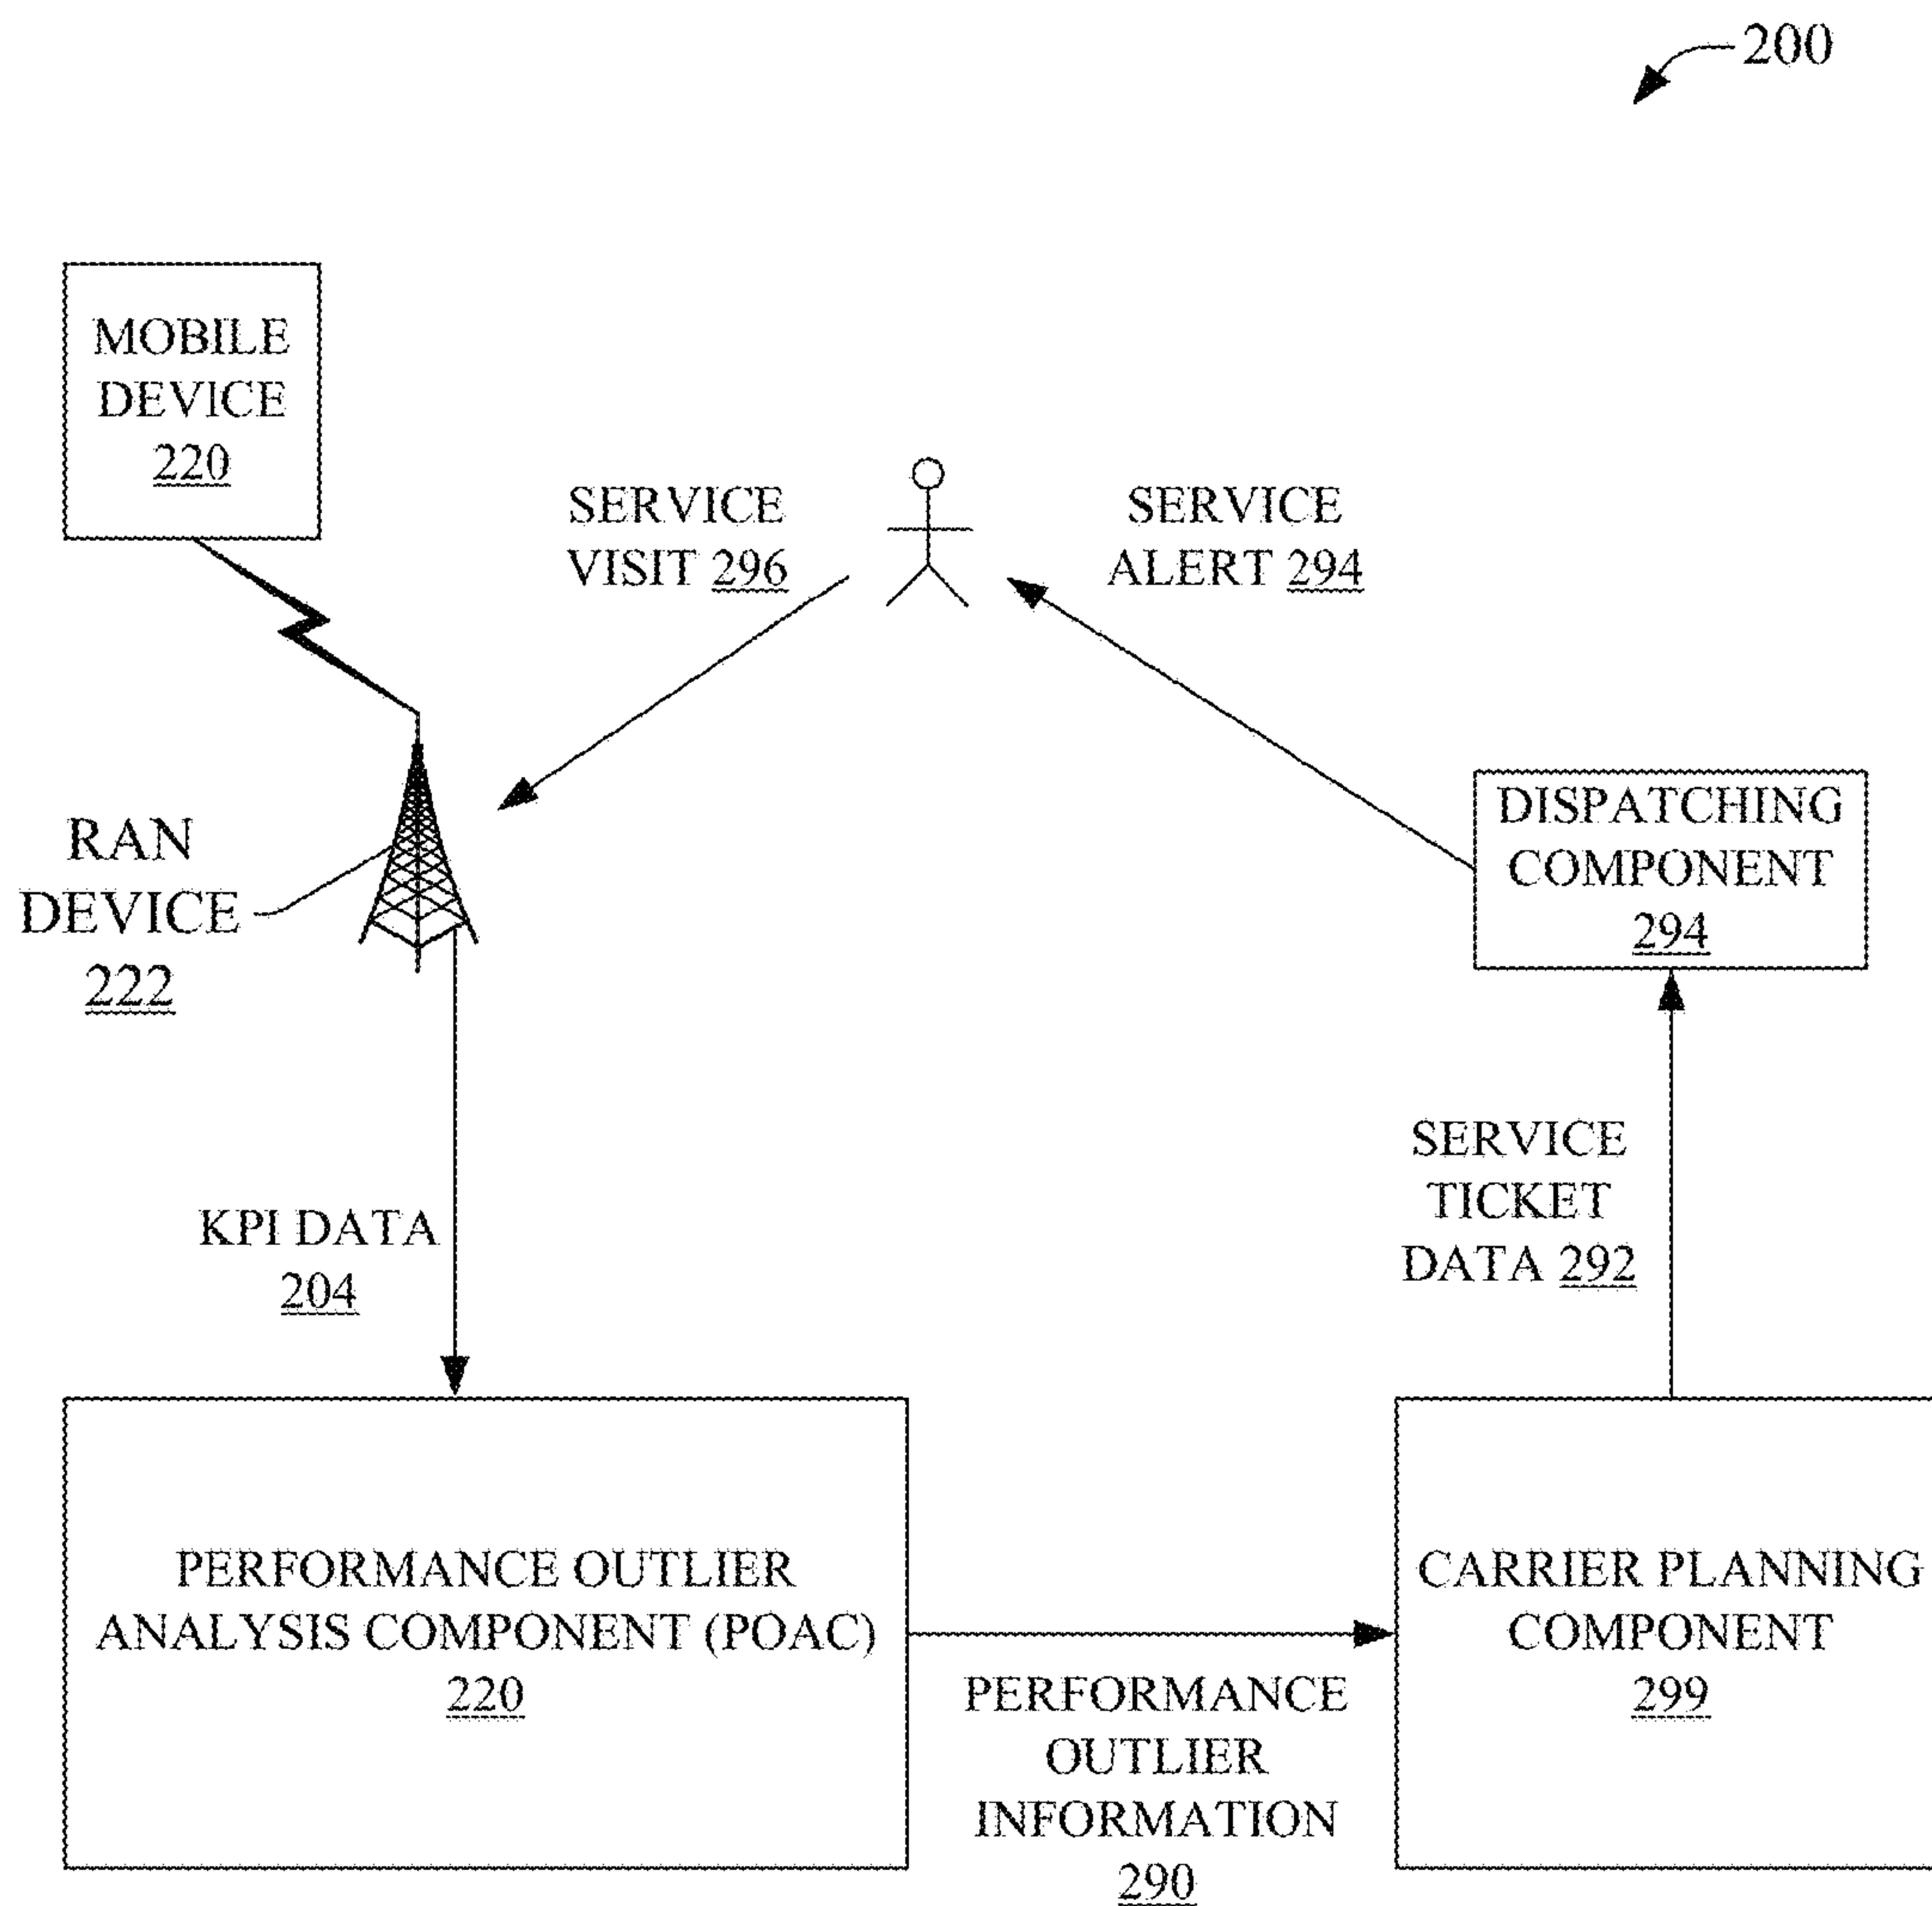 200
MOBILE
DEVICE
220
SERVICE
VISIT 296
SERVICE
ALERT 294
RAN
DEVICE
222
DISPATCHING
COMPONENT
294
KPI DATA
204
SERVICE
TICKET
DATA 292
PERFORMANCE OUTLIER
ANALYSIS COMPONENT (POAC)
220
PERFORMANCE
OUTLIER
INFORMATION
290
CARRIER PLANNING
COMPONENT
299